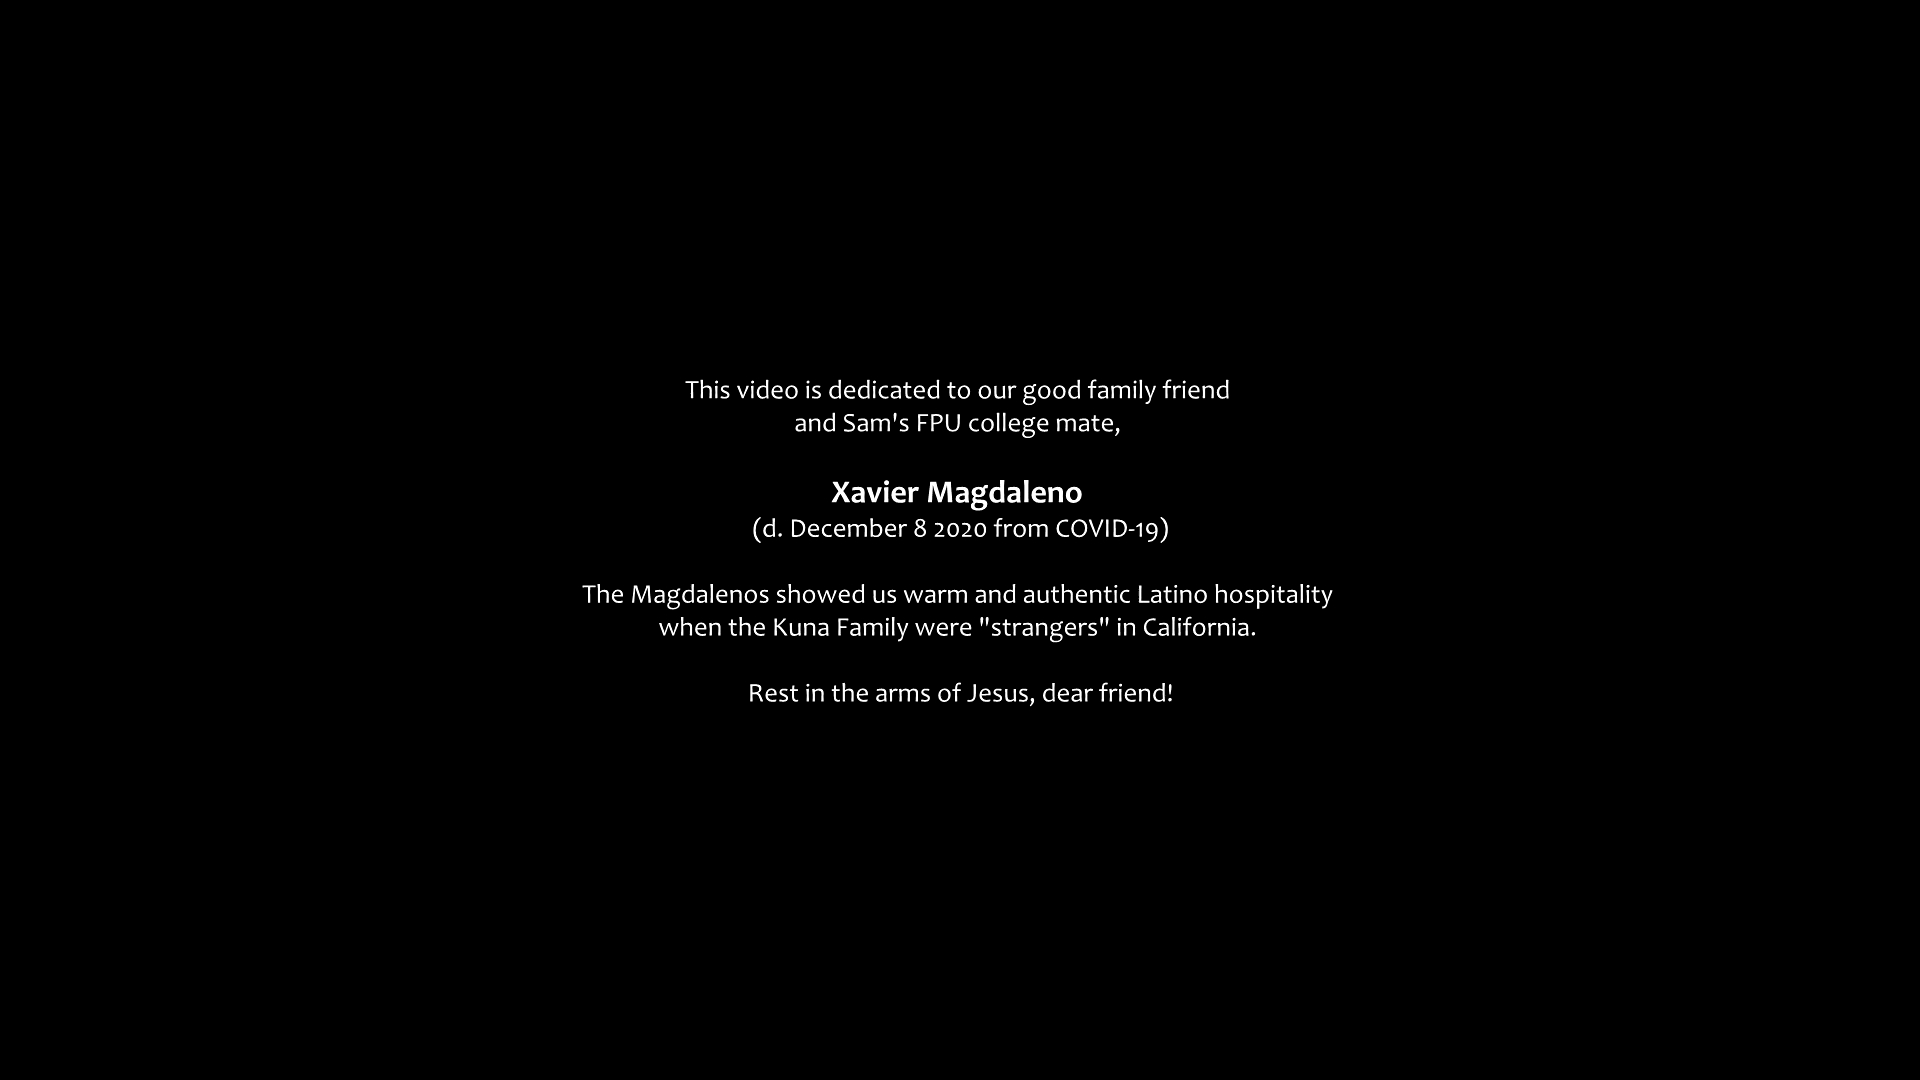 This video is dedicated to our good family friend
and Sam's FPU college mate,
Xavier Magdaleno
(d. December 8 2020 from COVID-19)
The Magdalenos showed us warm and authentic Latino hospitality
when the Kuna Family were "strangers" in California.
Rest in the arms of Jesus, dear friend!